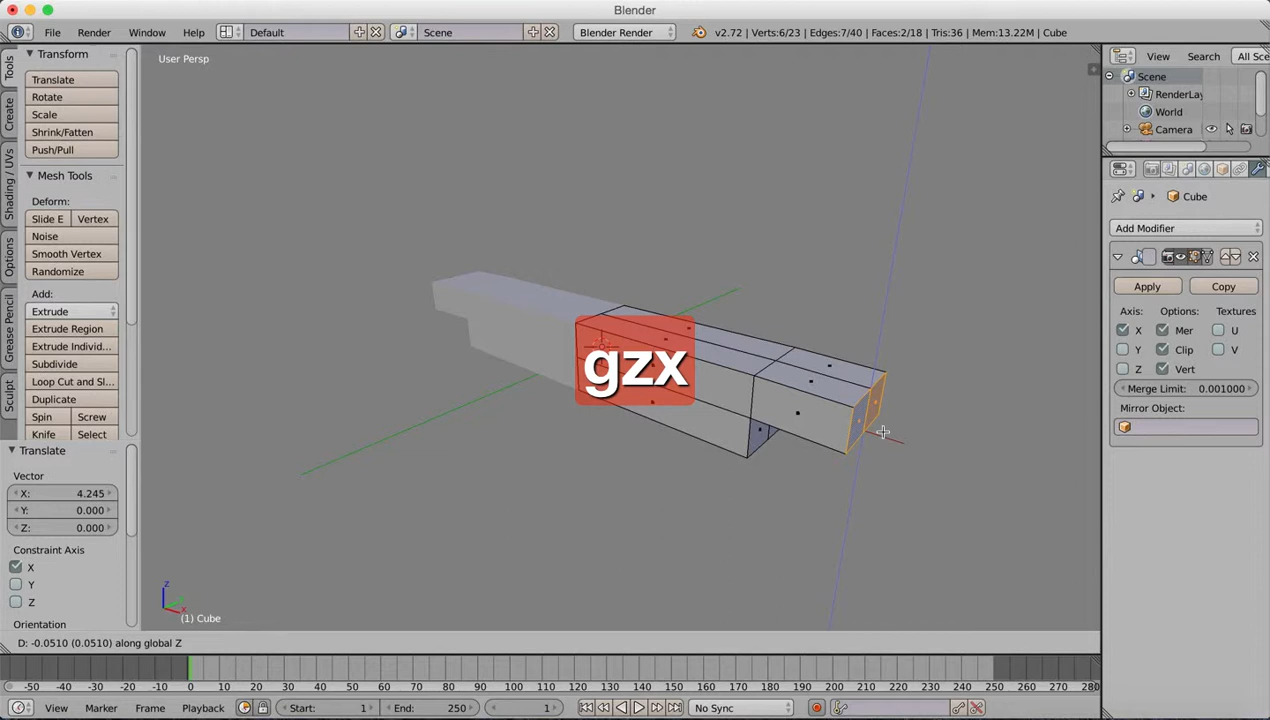 Blender
File Render Window Help Default Scene Blender Render v2.72 | Verts:6/23 | Edges:7/40 | Faces:2/18 | Tris:36 | Mem:13.22M | Cube
Tools
Create
Shading / UVs
Options
Grease Pencil
Sculpt
Transform
Translate
Rotate
Scale
Shrink/Fatten
Push/Pull
Mesh Tools
Deform:
Slide E Vertex
Noise
Smooth Vertex
Randomize
Add:
Extrude
Extrude Region
Extrude Individ...
Subdivide
Loop Cut and Sl...
Duplicate
Spin Screw
Knife Select
Translate
Vector
X: 4.245
Y: 0.000
Z: 0.000
Constraint Axis
X
Y
Z
Orientation
User Persp
gzx
z
x
(1) Cube
D: -0.0510 (0.0510) along global Z
View Search All Sce
Scene
RenderLay
World
Camera
Cube
Add Modifier
Apply Copy
Axis: Options: Textures
X Mer U
Y Clip V
Z Vert
Merge Limit: 0.001000
Mirror Object:
-50 -40 -30 -20 -10 0 10 20 30 40 50 60 70 80 90 100 110 120 130 140 150 160 170 180 190 200 210 220 230 240 250 260 270 280
View Marker Frame Playback Start: 1 End: 250 1 No Sync